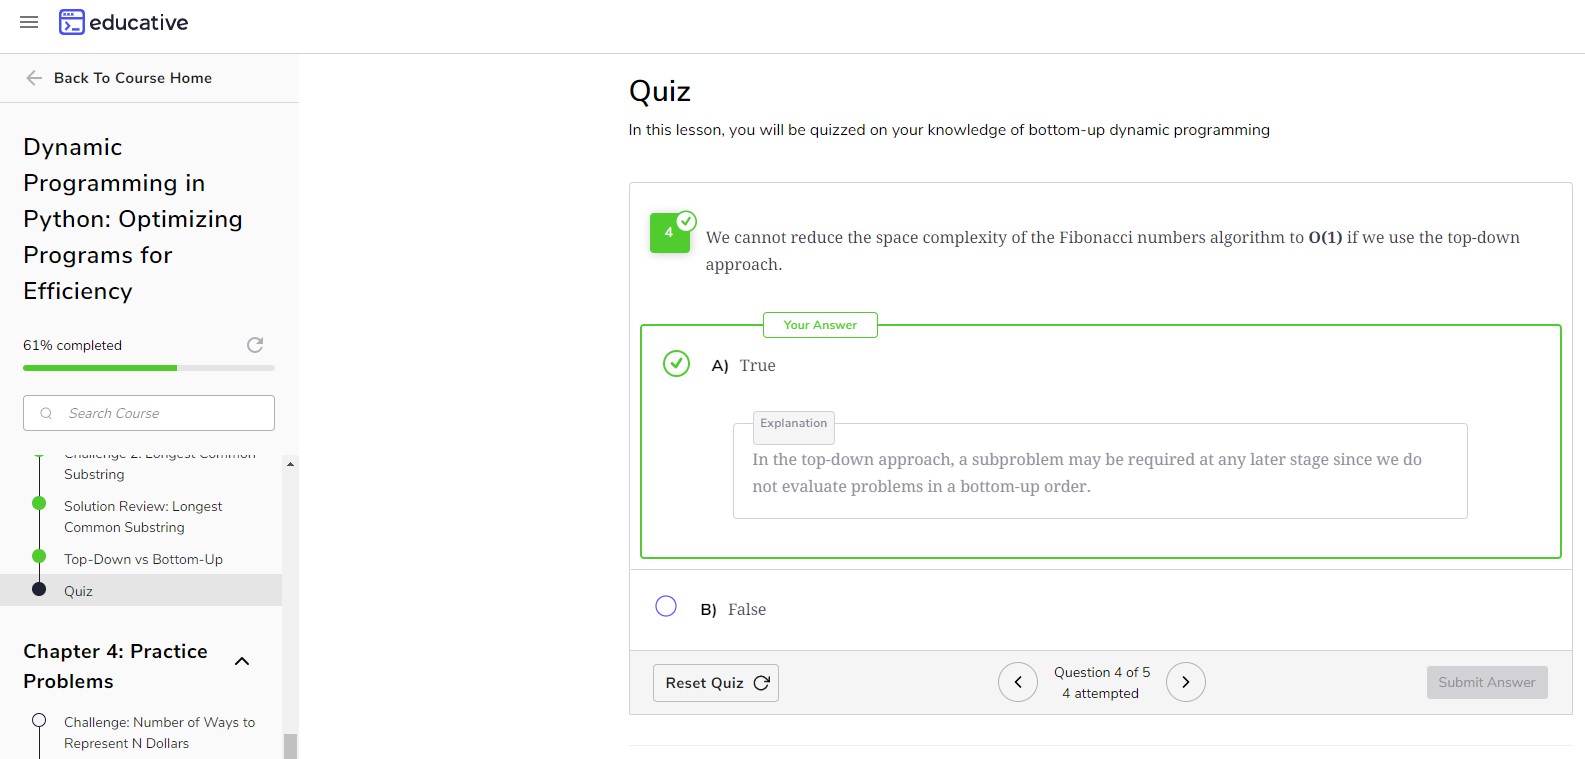 educative
Back To Course Home
Dynamic
Programming in
Python: Optimizing
Programs for
Efficiency
61% completed
Search Course
Challenge 2: Longest Common
Substring
Solution Review: Longest
Common Substring
Top-Down vs Bottom-Up
Quiz
Chapter 4: Practice
Problems
Challenge: Number of Ways to
Represent N Dollars
Quiz
In this lesson, you will be quizzed on your knowledge of bottom-up dynamic programming
4
We cannot reduce the space complexity of the Fibonacci numbers algorithm to O(1) if we use the top-down
approach.
Your Answer
A) True
Explanation
In the top-down approach, a subproblem may be required at any later stage since we do
not evaluate problems in a bottom-up order.
B) False
Reset Quiz
Question 4 of 5
4 attempted
Submit Answer